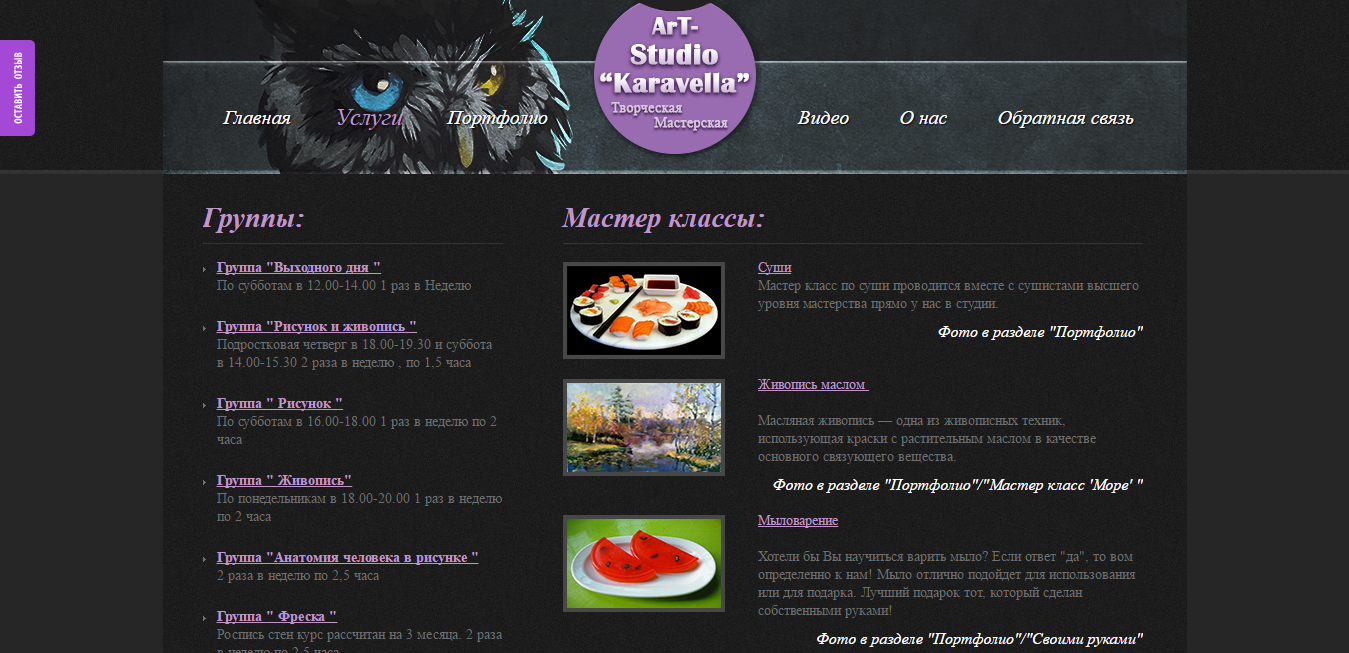 ОСТАВИТЬ ОТЗЫВ
ArT-
Studio
“Karavella”
Творческая
Мастерская
Главная
Услуги
Портфолио
Видео
О нас
Обратная связь
Группы:
Группа "Выходного дня "
По субботам в 12.00-14.00 1 раз в Неделю
Группа "Рисунок и живопись "
Подростковая четверг в 18.00-19.30 и суббота
в 14.00-15.30 2 раза в неделю , по 1,5 часа
Группа " Рисунок "
По субботам в 16.00-18.00 1 раз в неделю по 2
часа
Группа " Живопись"
По понедельникам в 18.00-20.00 1 раз в неделю
по 2 часа
Группа "Анатомия человека в рисунке "
2 раза в неделю по 2,5 часа
Группа " Фреска "
Роспись стен курс рассчитан на 3 месяца. 2 раза
в неделю по 2,5 часа
Мастер классы:
Суши
Мастер класс по суши проводится вместе с сушистами высшего
уровня мастерства прямо у нас в студии.
Фото в разделе "Портфолио"
Живопись маслом
Масляная живопись — одна из живописных техник,
использующая краски с растительным маслом в качестве
основного связующего вещества.
Фото в разделе "Портфолио"/"Мастер класс 'Море' "
Мыловарение
Хотели бы Вы научиться варить мыло? Если ответ "да", то вом
определенно к нам! Мыло отлично подойдет для использования
или для подарка. Лучший подарок тот, который сделан
собственными руками!
Фото в разделе "Портфолио"/"Своими руками"